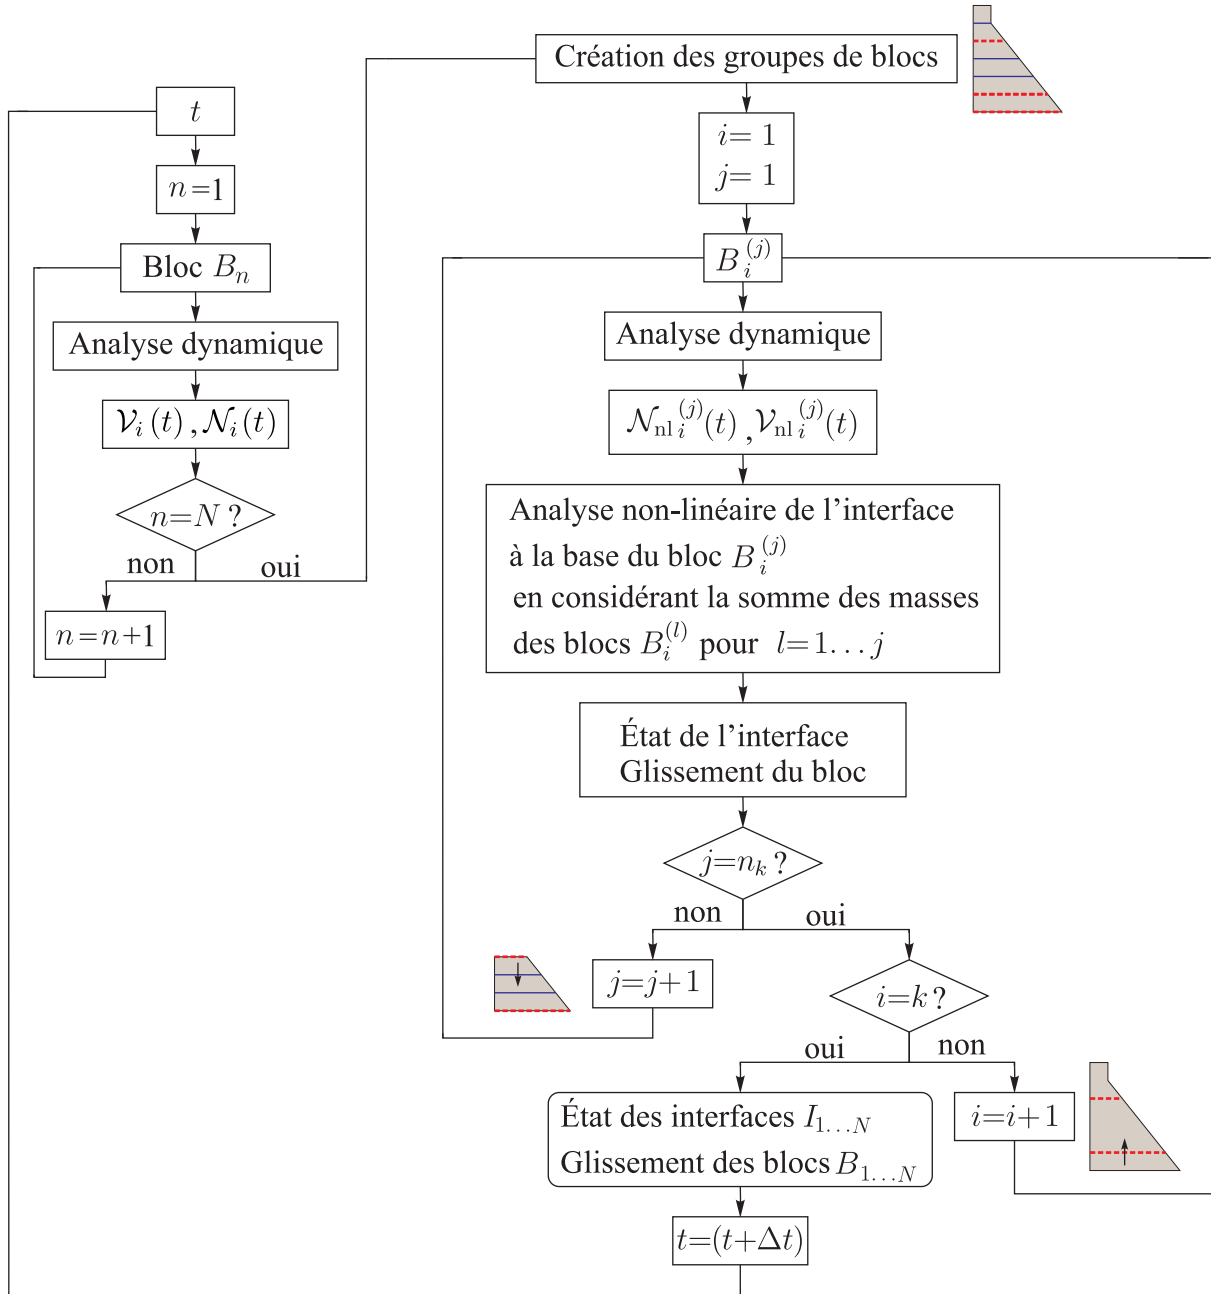 t
n=1
Bloc B_n
Analyse dynamique
𝒱_i(t), 𝒩_i(t)
n=N ?
non
oui
n=n+1
Création des groupes de blocs
i= 1
j= 1
B_i^(j)
Analyse dynamique
𝒩_nl_i^(j)(t), 𝒱_nl_i^(j)(t)
Analyse non-linéaire de l’interface
à la base du bloc B_i^(j)
en considérant la somme des masses
des blocs B_i^(l) pour l=1...j
État de l’interface
Glissement du bloc
j=n_k ?
non
oui
j=j+1
i=k?
oui
non
État des interfaces I_1...N
Glissement des blocs B_1...N
i=i+1
t=(t+Δt)